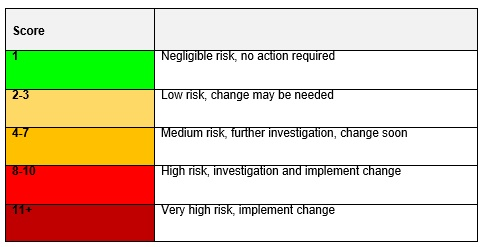 Score
1 Negligible risk, no action required
2-3 Low risk, change may be needed
4-7 Medium risk, further investigation, change soon
8-10 High risk, investigation and implement change
11+ Very high risk, implement change